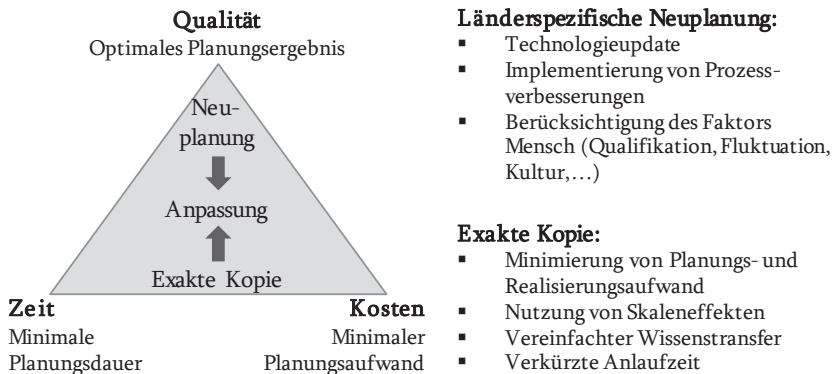 Qualität
Optimales Planungsergebnis
Neu-
planung
Anpassung
Exakte Kopie
Zeit
Minimale
Planungsdauer
Kosten
Minimaler
Planungsaufwand
Länderspezifische Neuplanung:
▪ Technologieupdate
▪ Implementierung von Prozess-
verbesserungen
▪ Berücksichtigung des Faktors
Mensch (Qualifikation, Fluktuation,
Kultur,…)
Exakte Kopie:
▪ Minimierung von Planungs- und
Realisierungsaufwand
▪ Nutzung von Skaleneffekten
▪ Vereinfachter Wissenstransfer
▪ Verkürzte Anlaufzeit